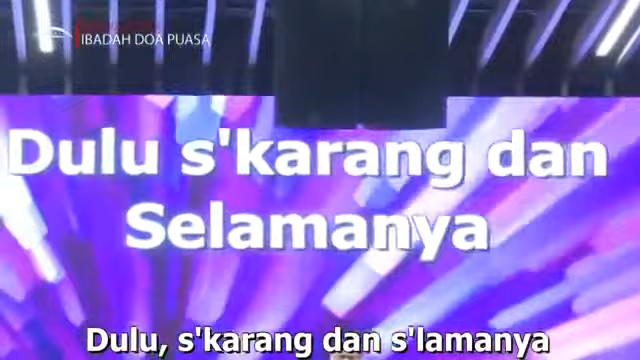 IBADAH DOA PUASA
Dulu s'karang dan
Selamanya
Dulu, s'karang dan s'lamanya